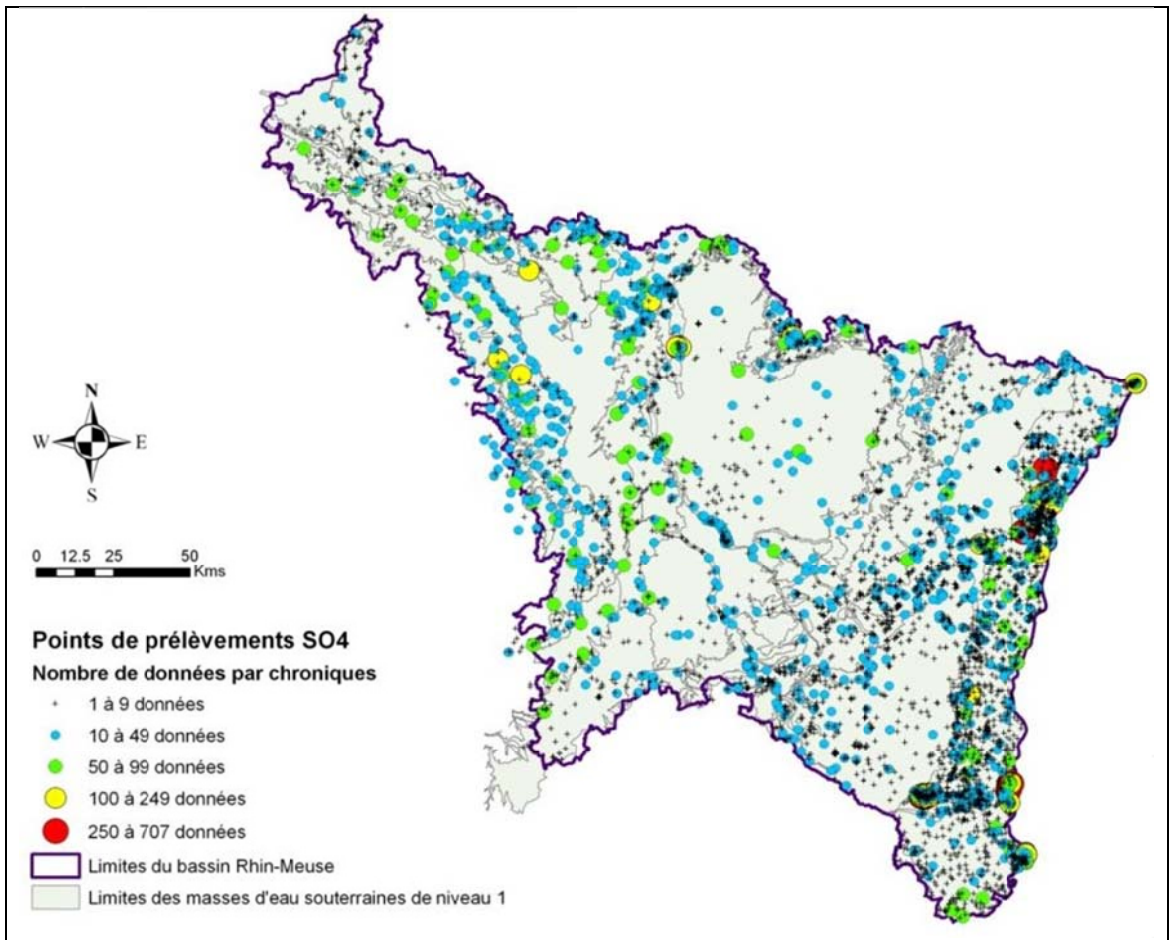 N
W E
S
0 12.5 25 50
Kms
Points de prélèvements SO4
Nombre de données par chroniques
1 à 9 données
10 à 49 données
50 à 99 données
100 à 249 données
250 à 707 données
Limites du bassin Rhin-Meuse
Limites des masses d'eau souterraines de niveau 1